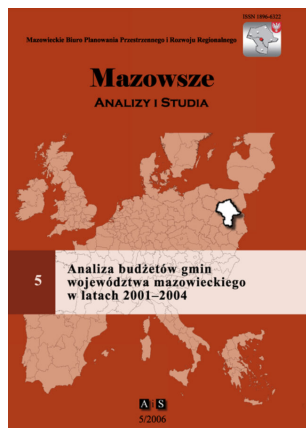 ISSN 1896-6322
Mazowieckie Biuro Planowania Przestrzennego i Rozwoju Regionalnego
Mazowsze
ANALIZY I STUDIA
5
Analiza budżetów gmin
województwa mazowieckiego
w latach 2001–2004
A S
5/2006